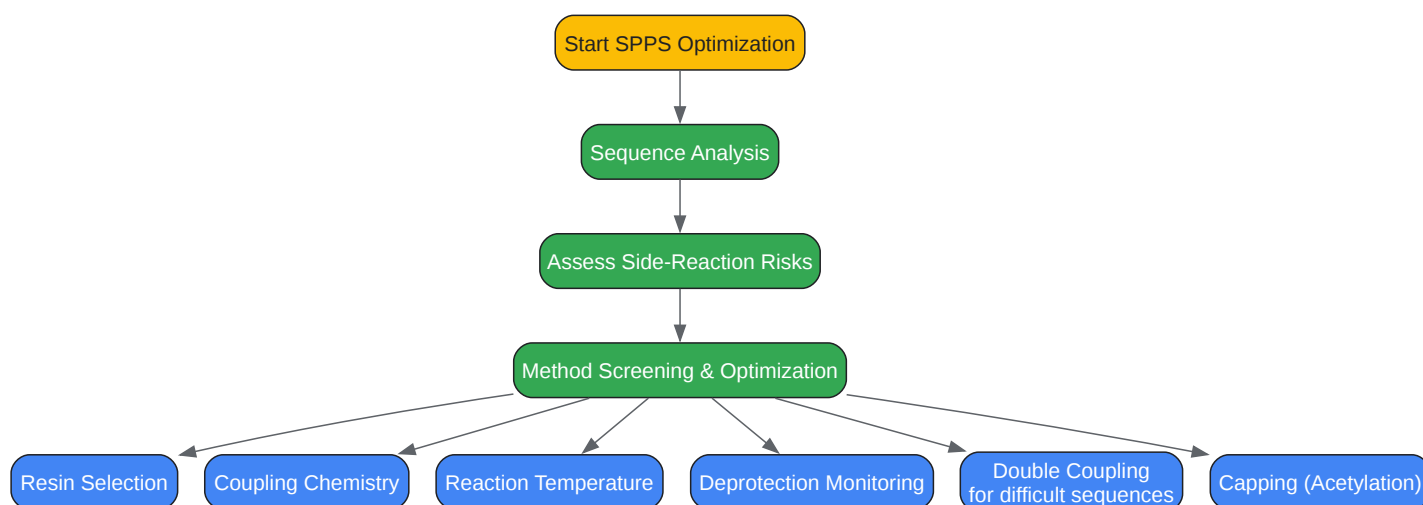 Start SPPS Optimization
Sequence Analysis
Assess Side-Reaction Risks
Method Screening & Optimization
Resin Selection
Coupling Chemistry
Reaction Temperature
Deprotection Monitoring
Double Coupling
for difficult sequences
Capping (Acetylation)